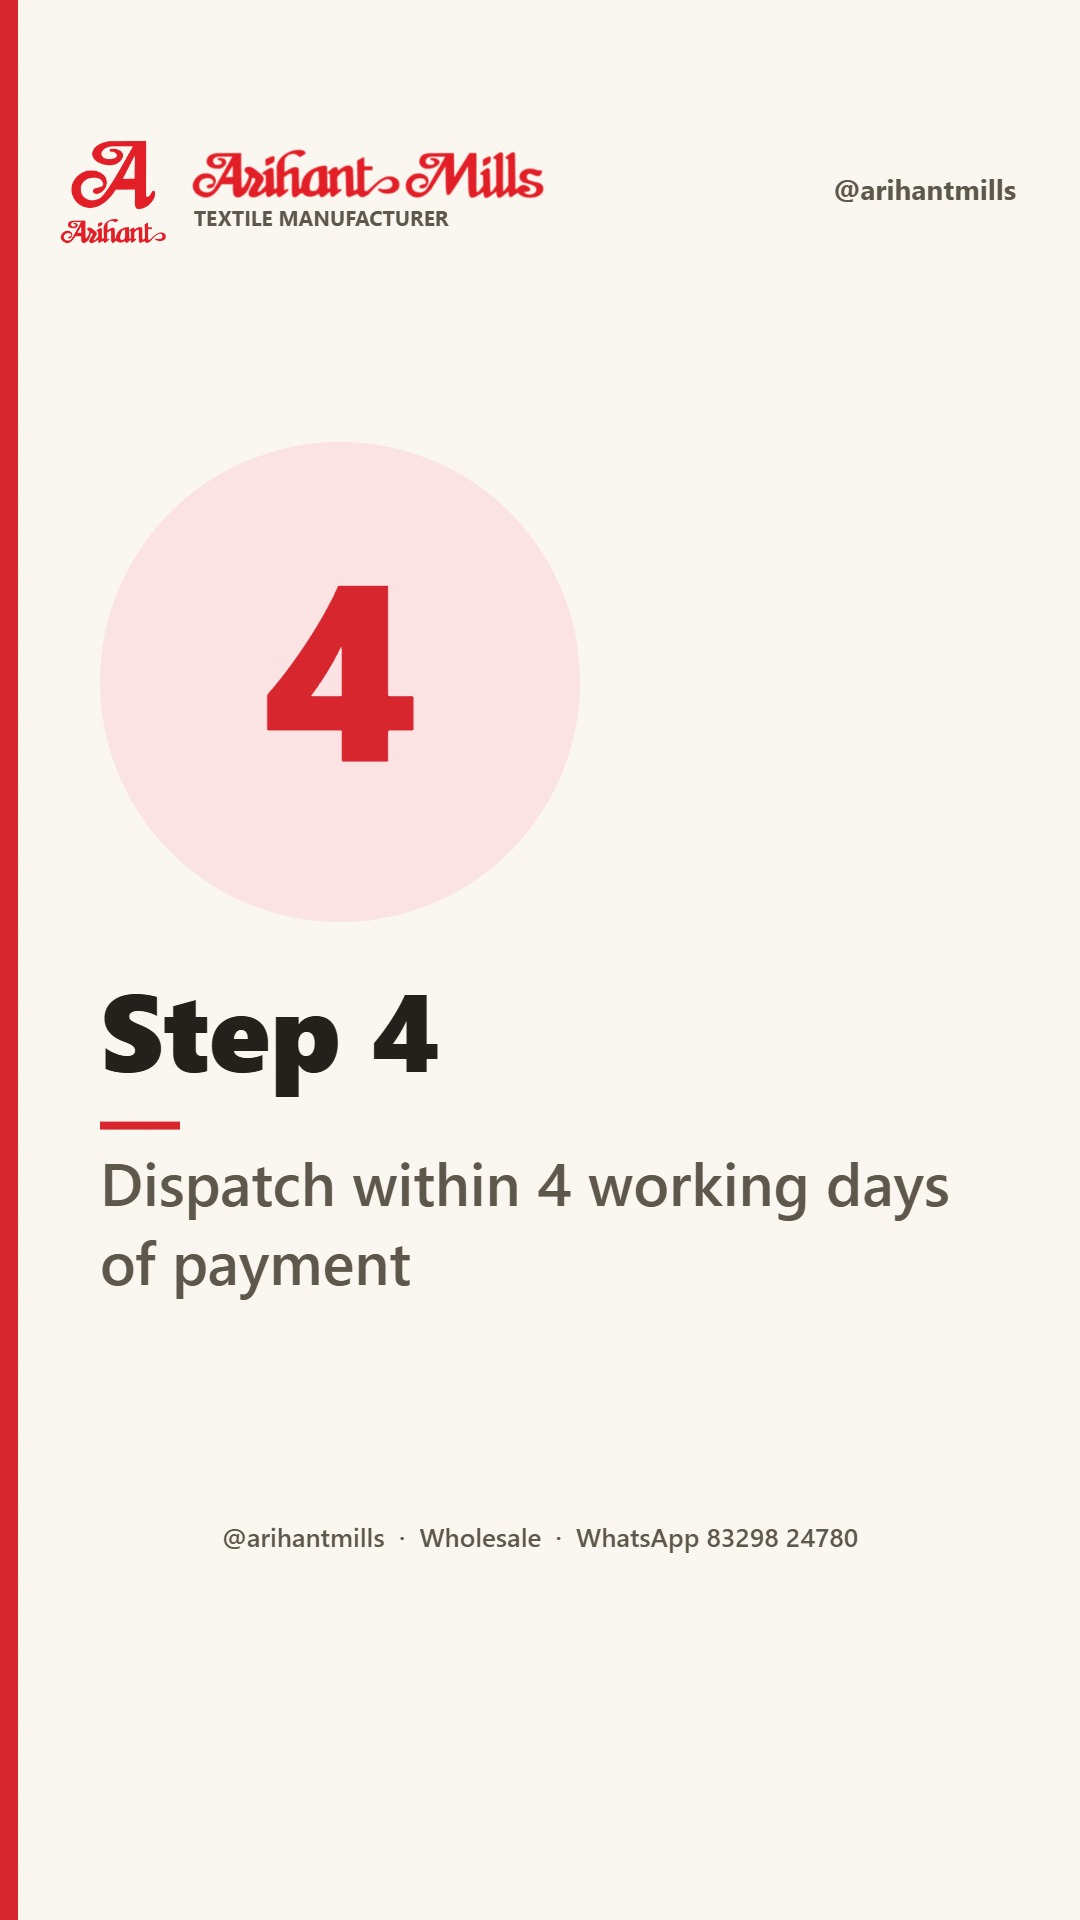 A
Arihant
Arihant Mills
TEXTILE MANUFACTURER
@arihantmills
4
Step 4
Dispatch within 4 working days
of payment
@arihantmills · Wholesale · WhatsApp 83298 24780